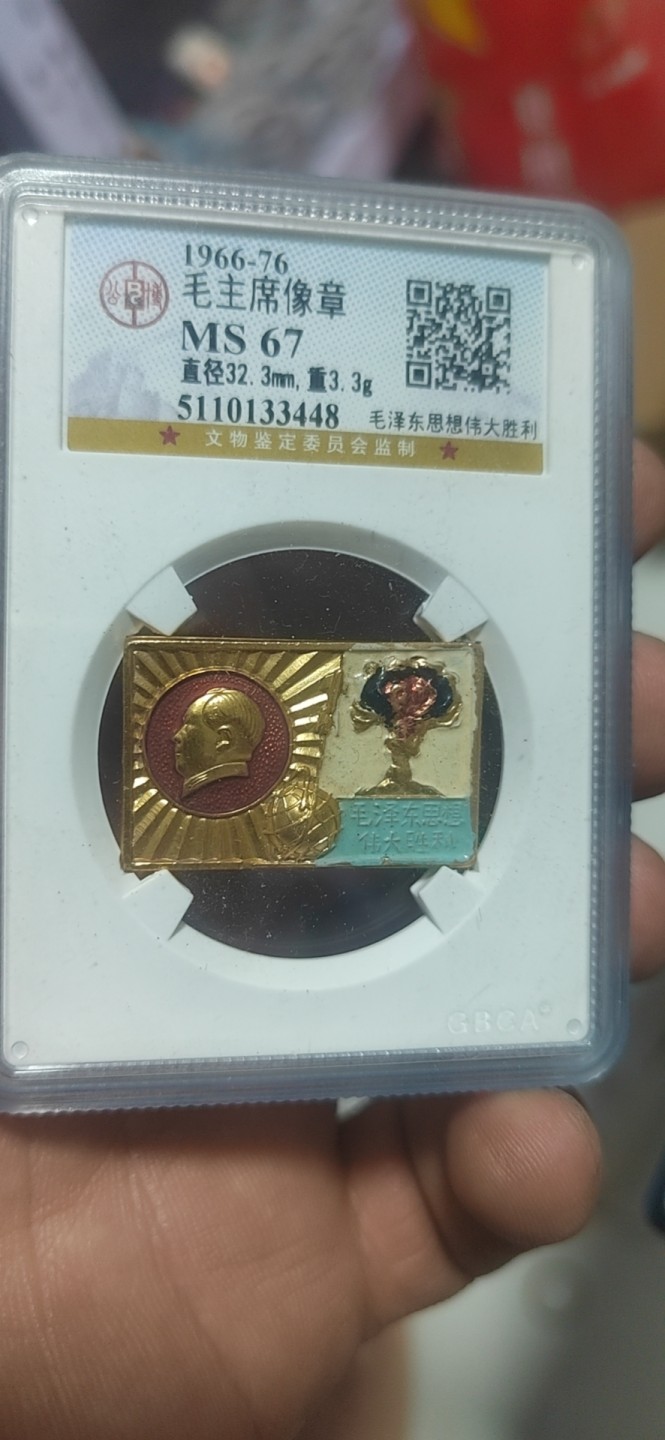 1966-76
毛主席像章
MS 67
直径32.3mm,重3.3g
5110133448
毛泽东思想伟大胜利
文物鉴定委员会监制
毛泽东思想
伟大胜利
GBCA